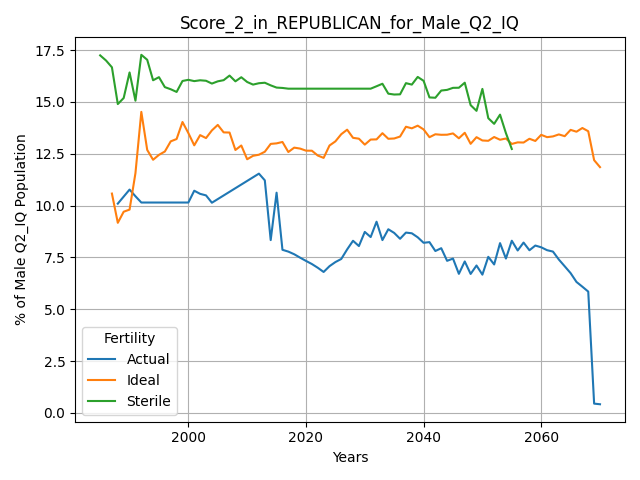 Score_2_in_REPUBLICAN_for_Male_Q2_IQ
% of Male Q2_IQ Population
17.5
15.0
12.5
10.0
7.5
5.0
2.5
0.0
Fertility
Actual
Ideal
Sterile
2000 2020 2040 2060
Years